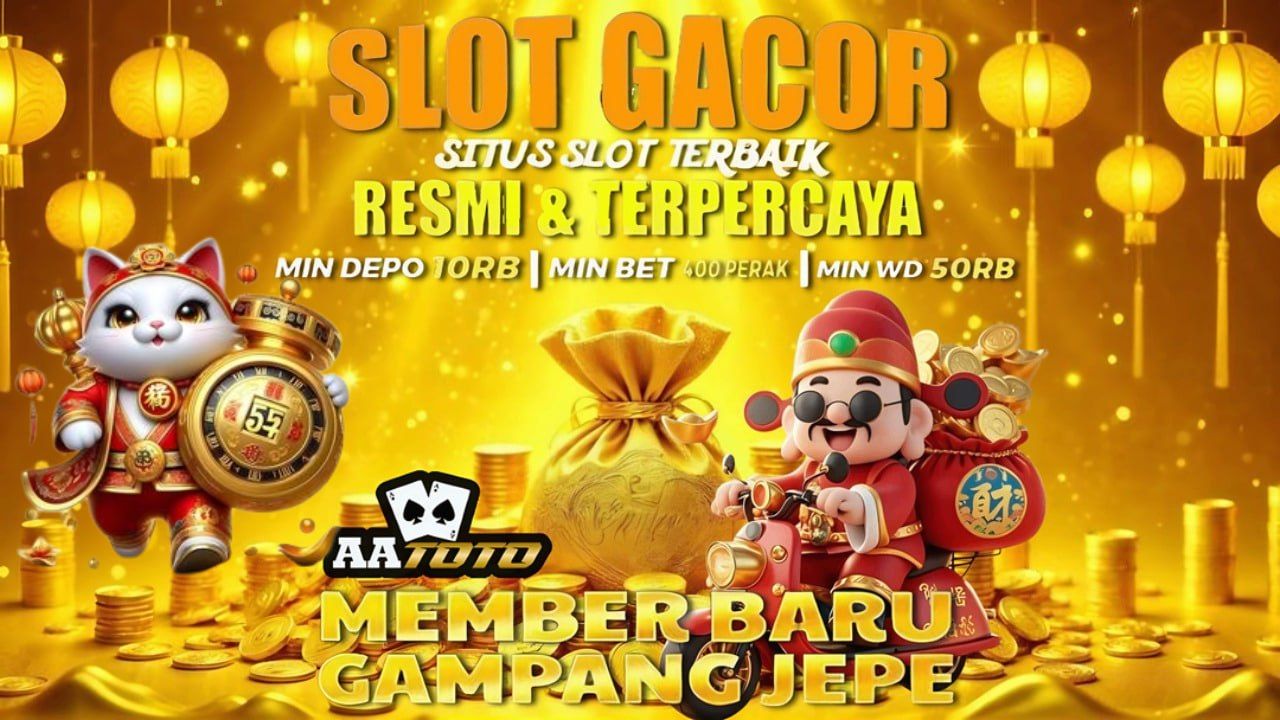 SLOT GACOR
SITUS SLOT TERBAIK
RESMI & TERPERCAYA
MIN DEPO 10RB | MIN BET 400 PERAK | MIN WD 50RB
財
AATOTO
MEMBER BARU
GAMPANG JEPE